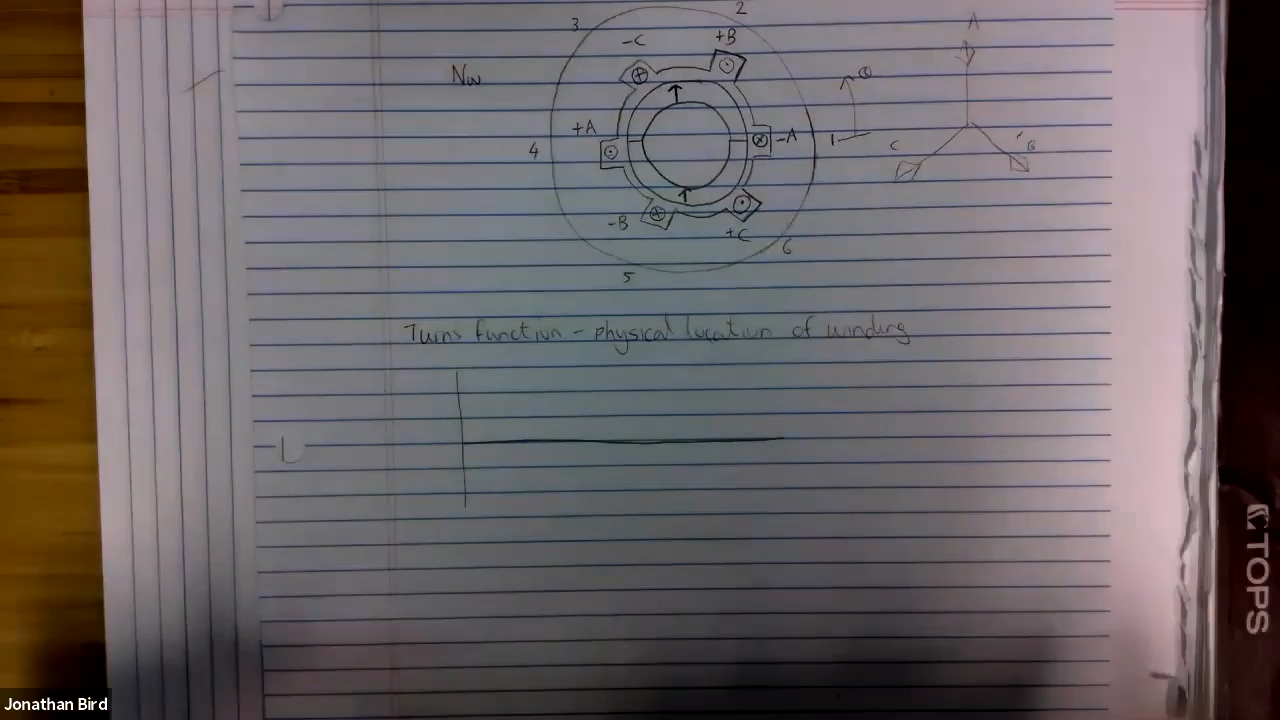 3
2
-C
+B
A
Nw
θ
+A
-A
1
C
B
4
-B
+C
6
5
Turns function - physical location of winding
TOPS
Jonathan Bird